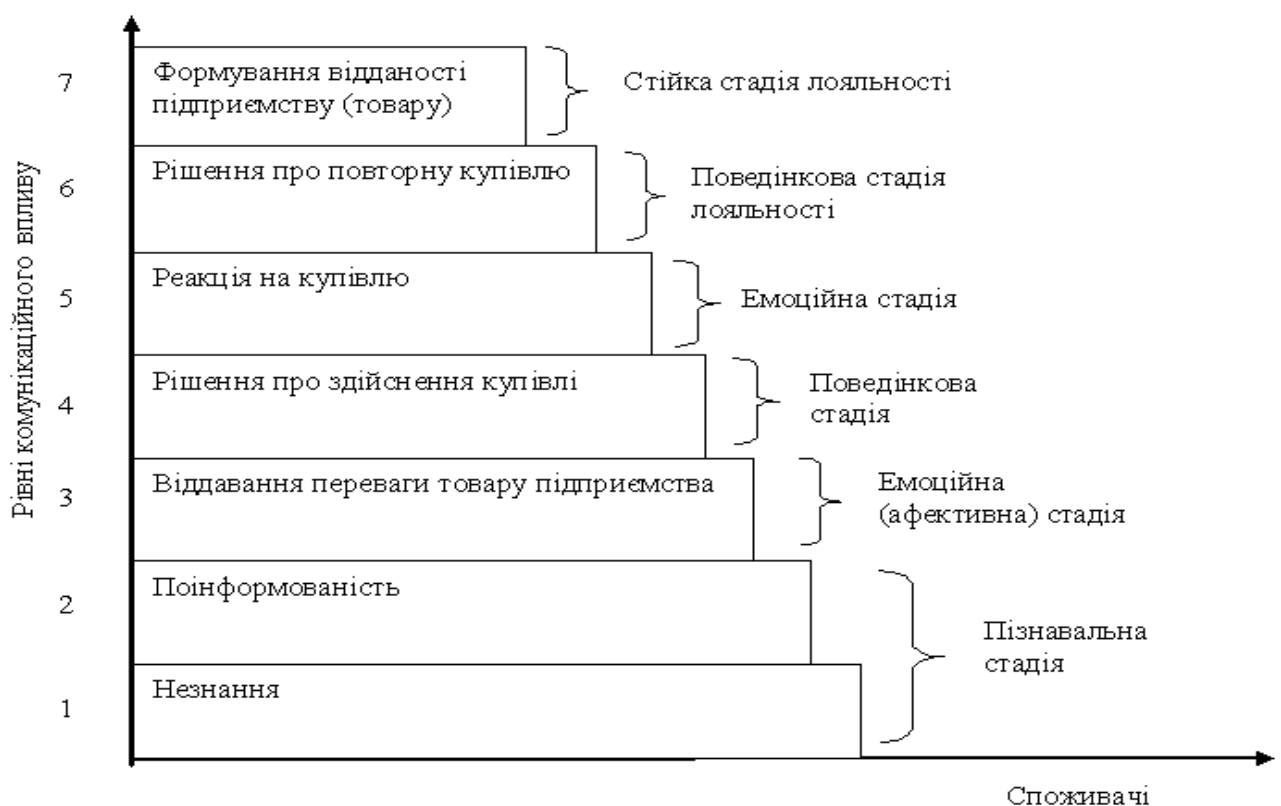 7
Формування відданості
підприємству (товару)
Стійка стадія лояльності
6
Рішення про повторну купівлю
Поведінкова стадія
лояльності
5
Реакція на купівлю
Емоційна стадія
4
Рішення про здійснення купівлі
Поведінкова
стадія
3
Віддавання переваги товару підприємства
Емоційна
(афективна) стадія
2
Поінформованість
Пізнавальна
стадія
1
Незнання
Рівні комунікаційного впливу
Споживачі